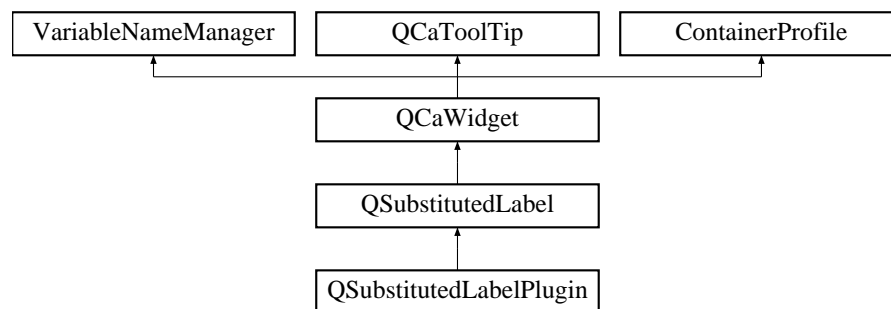 VariableNameManager QCaToolTip ContainerProfile
QCaWidget
QSubstitutedLabel
QSubstitutedLabelPlugin